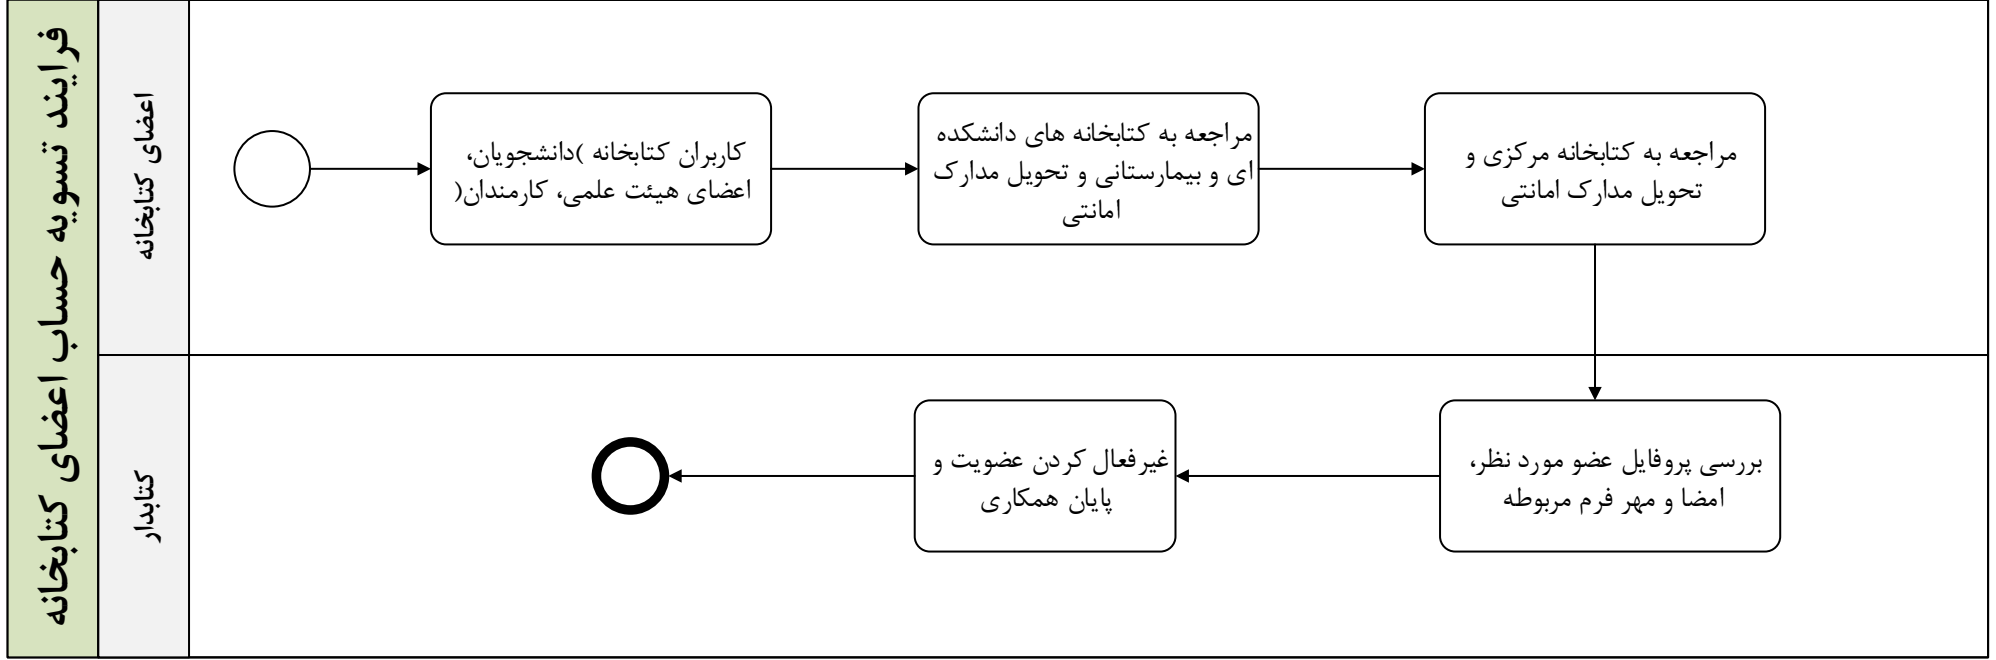 فرایند تسویه حساب اعضای کتابخانه
اعضای کتابخانه
کاربران کتابخانه )دانشجویان،
اعضای هیئت علمی، کارمندان(
مراجعه به کتابخانه های دانشکده
ای و بیمارستانی و تحویل مدارک
امانتی
مراجعه به کتابخانه مرکزی و
تحویل مدارک امانتی
کتابدار
بررسی پروفایل عضو مورد نظر،
امضا و مهر فرم مربوطه
غیرفعال کردن عضویت و
پایان همکاری